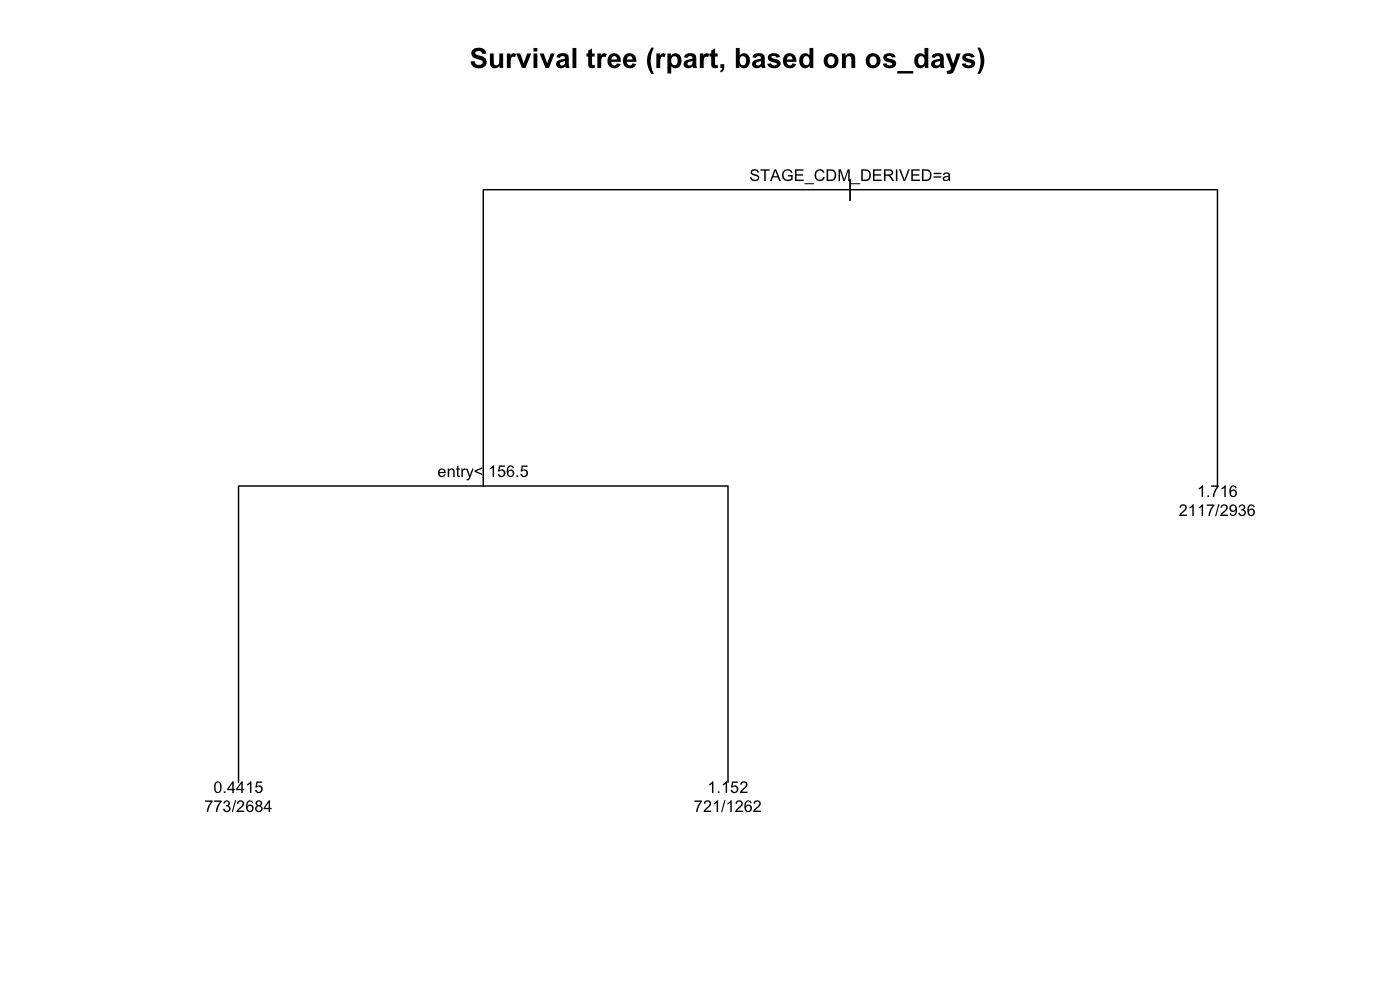 Survival tree (rpart, based on os_days)
STAGE_CDM_DERIVED=a
entry< 156.5
1.716
2117/2936
0.4415
773/2684
1.152
721/1262